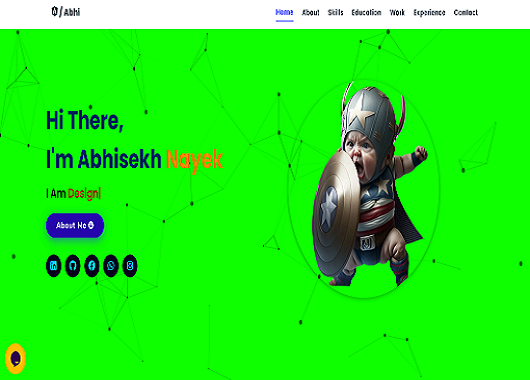 / Abhi
Home About Skills Education Work Experience Contact
Hi There,
I'm Abhisekh Nayek
I Am Design|
About Me